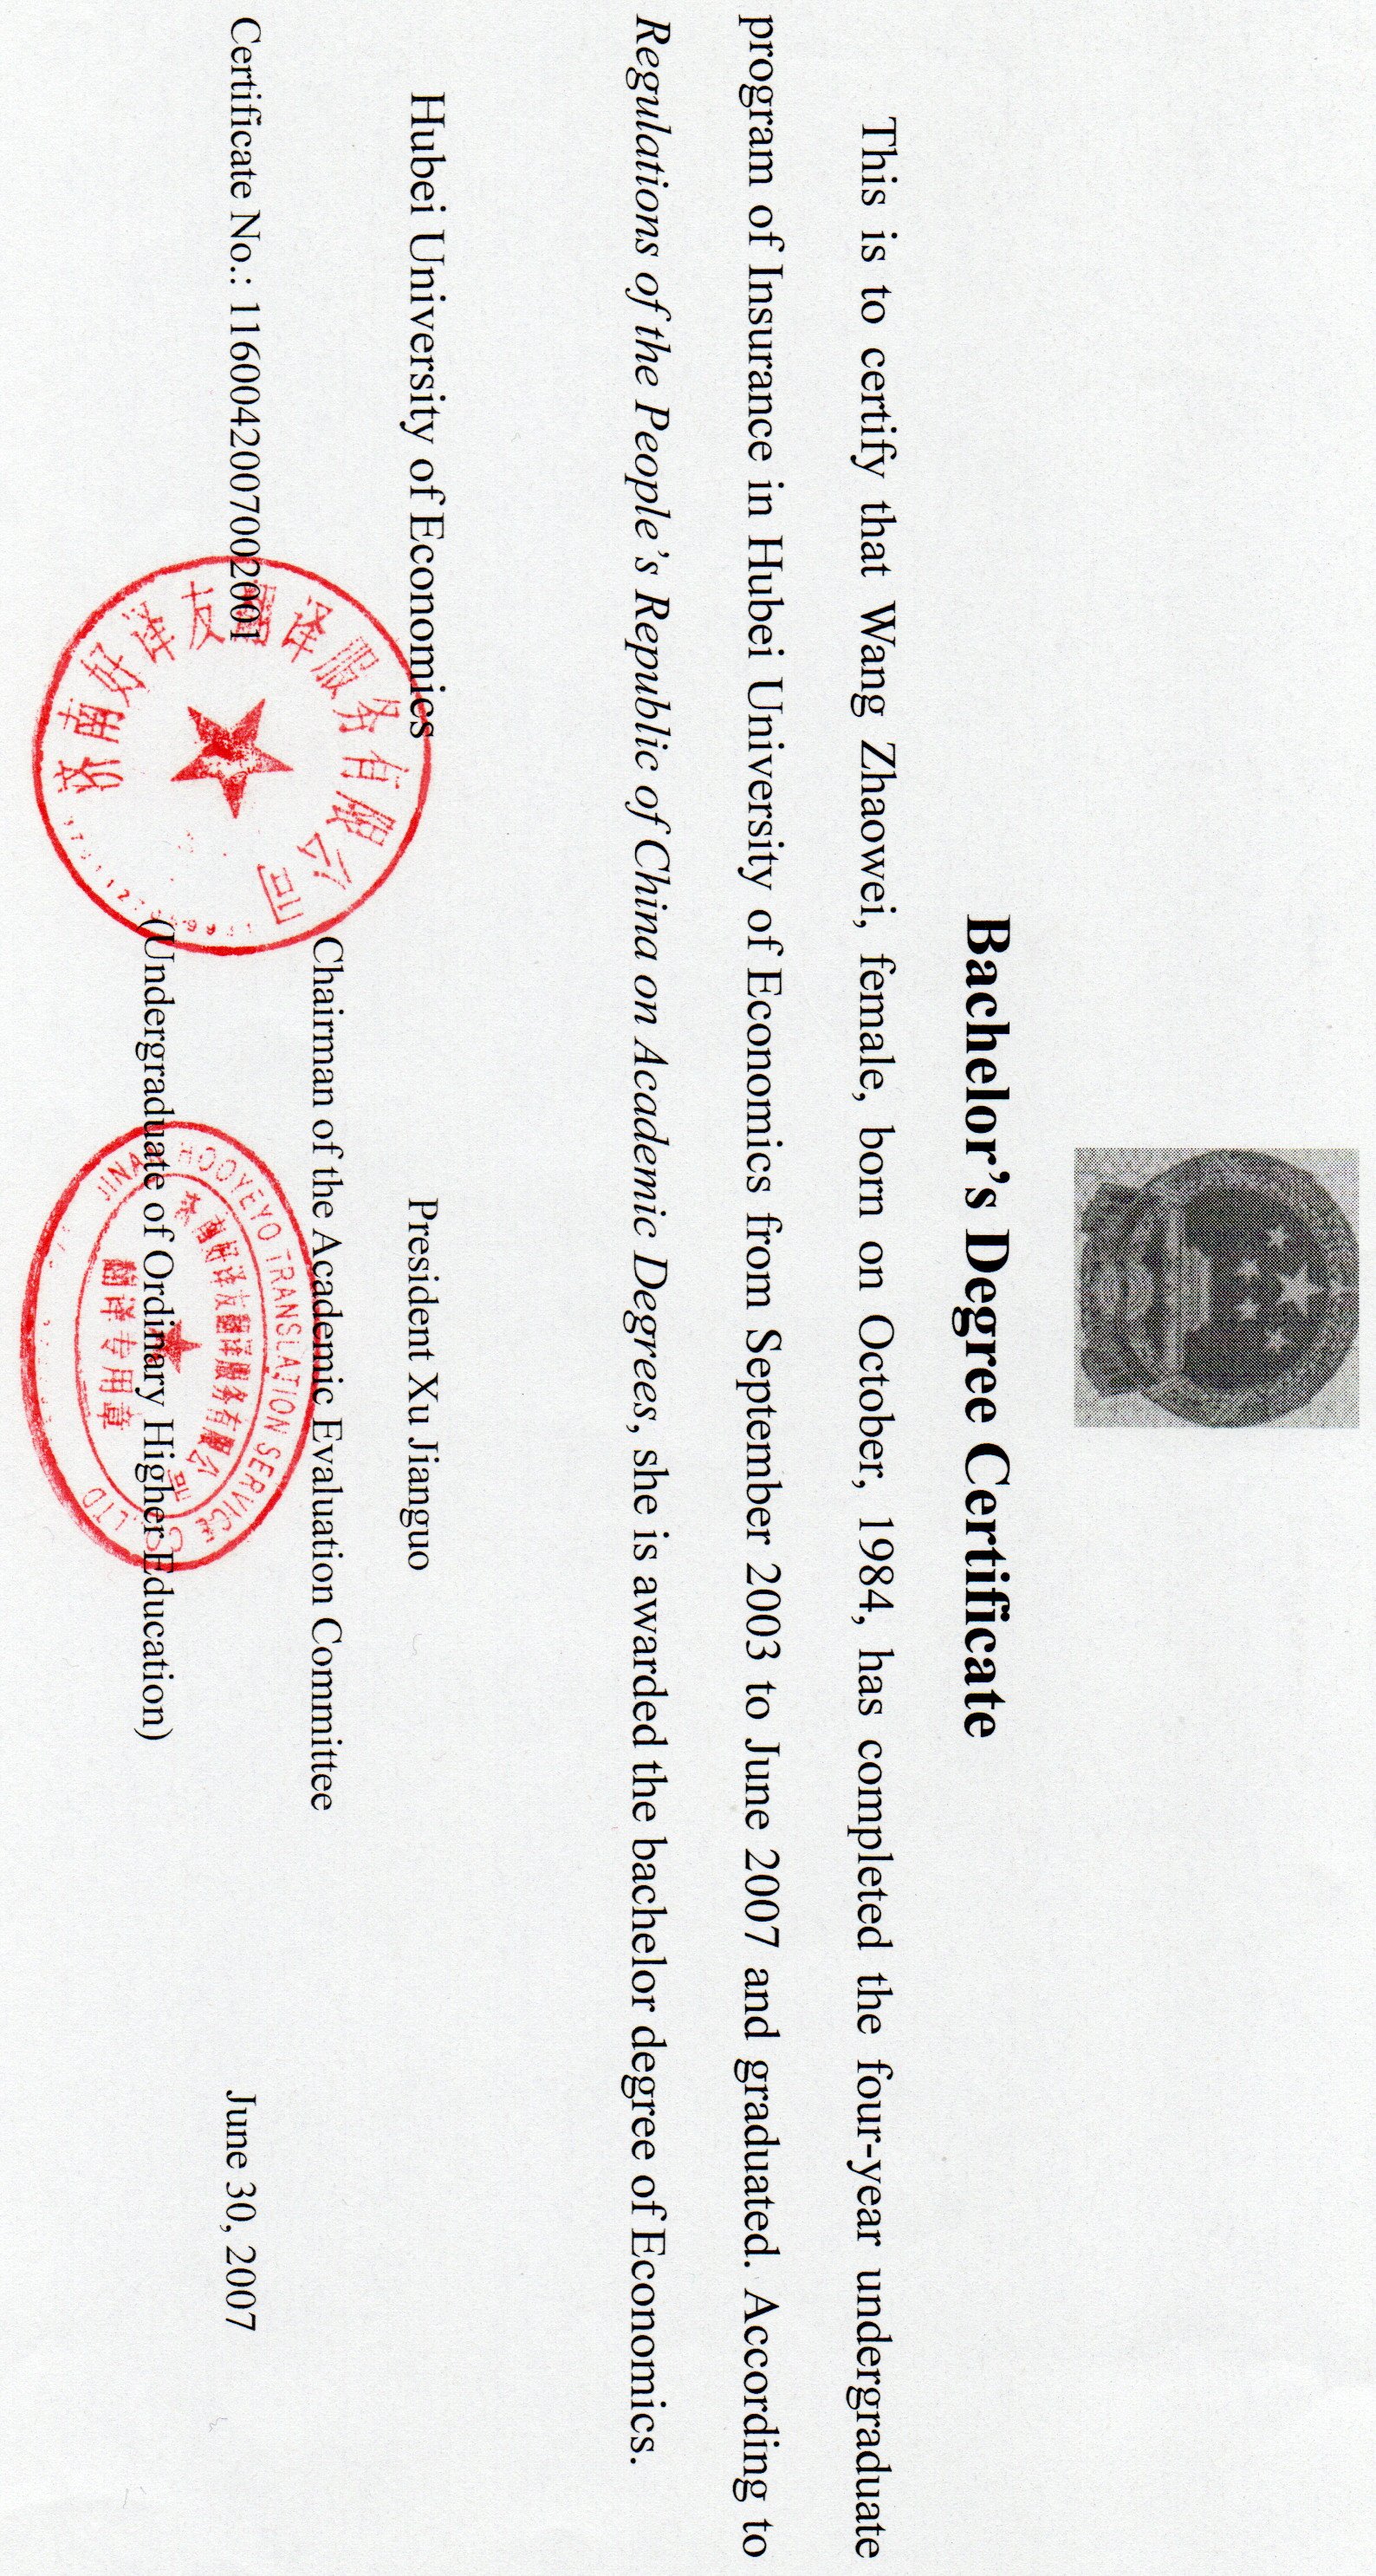 Bachelor’s Degree Certificate
This is to certify that Wang Zhaowei, female, born on October, 1984, has completed the four-year undergraduate
program of Insurance in Hubei University of Economics from September 2003 to June 2007 and graduated. According to
Regulations of the People’s Republic of China on Academic Degrees, she is awarded the bachelor degree of Economics.
Hubei University of Economics
President Xu Jianguo
Chairman of the Academic Evaluation Committee
Certificate No.: 1160042007002001
June 30, 2007
(Undergraduate of Ordinary Higher Education)
济南好译友翻译服务有限公司
JINAN HOOYEYO TRANSLATION SERVICE CO.,LTD
济南好译友翻译服务有限公司
翻译专用章